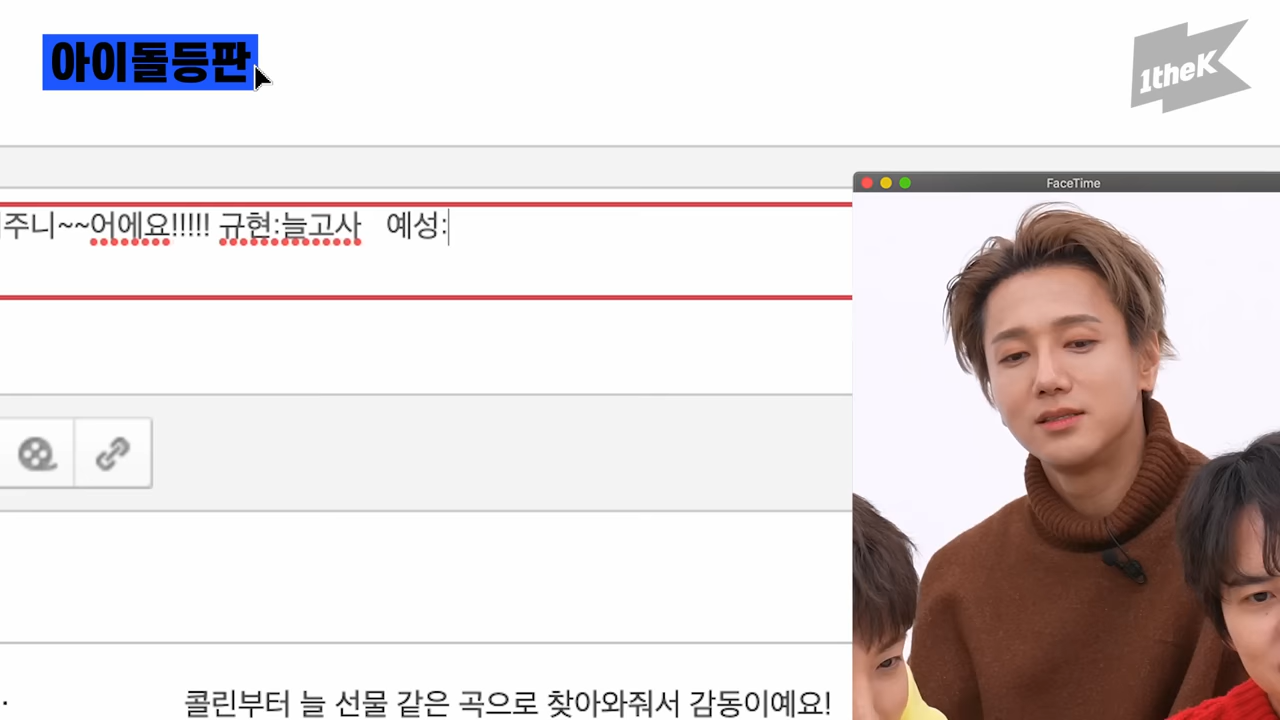 아이돌등판
1theK
FaceTime
주니~~어에요!!!!! 규현:늘고사 예성:
콜린부터 늘 선물 같은 곡으로 찾아와줘서 감동이예요!